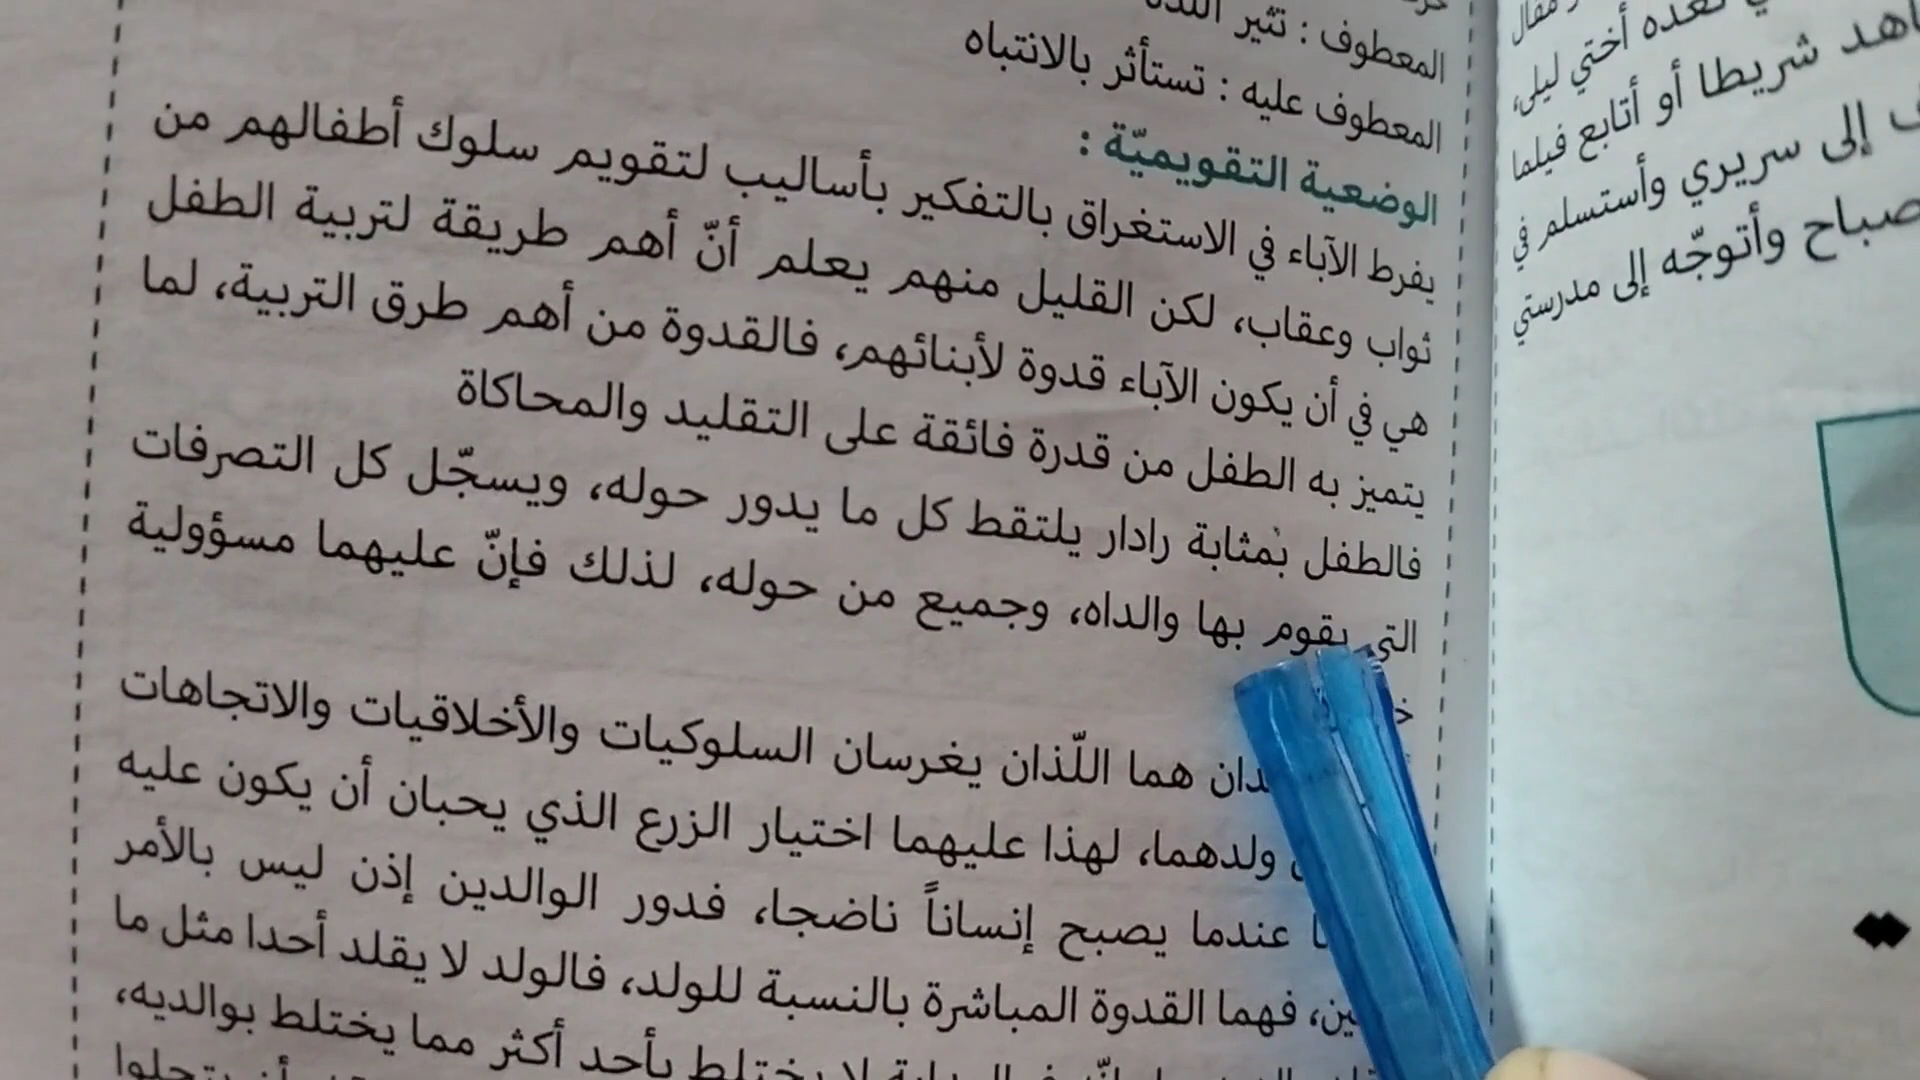 المعطوف : تثير
المعطوف عليه : تستأثر بالانتباه
الوضعية التقويميّة :
يفرط الآباء في الاستغراق بالتفكير بأساليب لتقويم سلوك أطفالهم من
ثواب وعقاب، لكن القليل منهم يعلم أنّ أهم طريقة لتربية الطفل
هي في أن يكون الآباء قدوة لأبنائهم، فالقدوة من أهم طرق التربية، لما
يتميز به الطفل من قدرة فائقة على التقليد والمحاكاة
فالطفل بمثابة رادار يلتقط كل ما يدور حوله، ويسجّل كل التصرفات
التي يقوم بها والداه، وجميع من حوله، لذلك فإنّ عليهما مسؤولية
هما اللّذان يغرسان السلوكيات والأخلاقيات والاتجاهات
ولدهما، لهذا عليهما اختيار الزرع الذي يحبان أن يكون عليه
عندما يصبح إنساناً ناضجا، فدور الوالدين إذن ليس بالأمر
فهما القدوة المباشرة بالنسبة للولد، فالولد لا يقلد أحدا مثل ما
لا يختلط بأحد أكثر مما يختلط بوالديه،
أختي ليلى،
شريطا أو أتابع فيلما
إلى سريري وأستسلم في
وأتوجّه إلى مدرستي